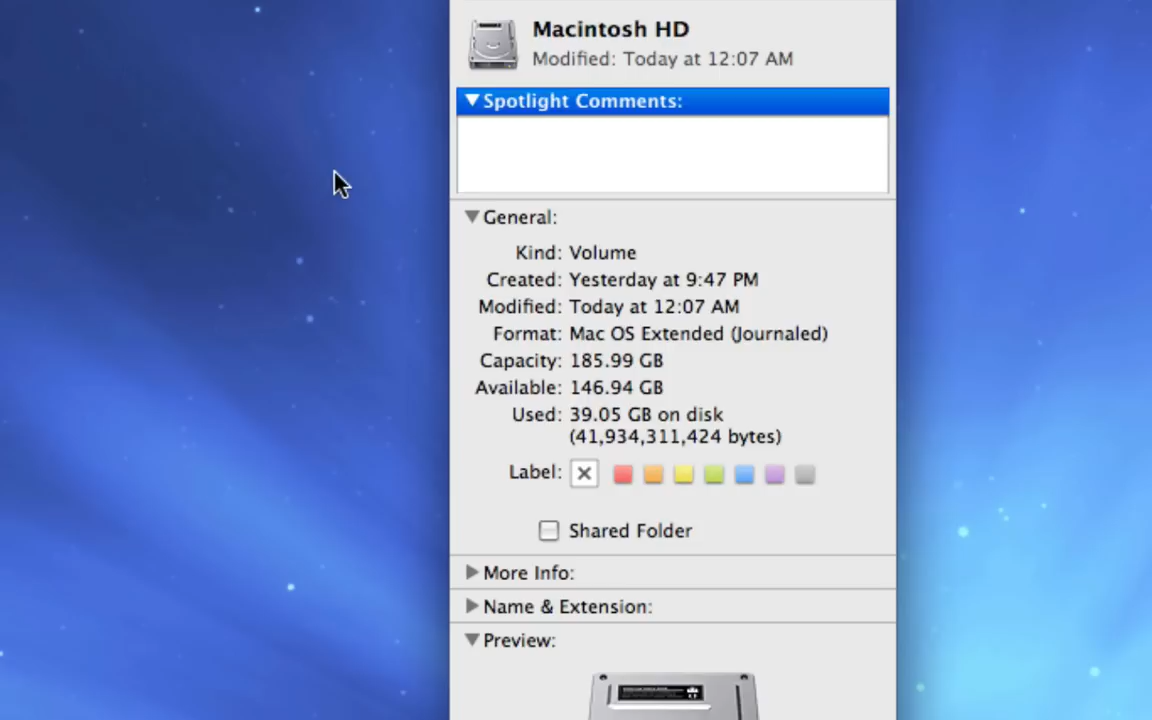 Macintosh HD
Modified: Today at 12:07 AM
Spotlight Comments:
General:
Kind: Volume
Created: Yesterday at 9:47 PM
Modified: Today at 12:07 AM
Format: Mac OS Extended (Journaled)
Capacity: 185.99 GB
Available: 146.94 GB
Used: 39.05 GB on disk
(41,934,311,424 bytes)
Label:
Shared Folder
More Info:
Name & Extension:
Preview: